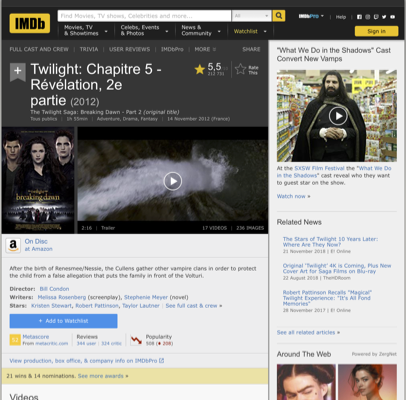 IMDb
Find Movies, TV shows, Celebrities and more...
All
IMDbPro
Help
Movies, TV & Showtimes
Celebs, Events & Photos
News & Community
Watchlist
Sign in
FULL CAST AND CREW | TRIVIA | USER REVIEWS | IMDbPro | MORE
SHARE
Twilight: Chapitre 5 -
Révélation, 2e
partie (2012)
5,5
Rate This
The Twilight Saga: Breaking Dawn - Part 2 (original title)
Tous publics | 1h 55min | Adventure, Drama, Fantasy | 14 November 2012 (France)
breaking dawn
2:16 | Trailer
17 VIDEOS | 236 IMAGES
On Disc
at Amazon
After the birth of Renesmee/Nessie, the Cullens gather other vampire clans in order to protect
the child from a false allegation that puts the family in front of the Volturi.
Director: Bill Condon
Writers: Melissa Rosenberg (screenplay), Stephenie Meyer (novel)
Stars: Kristen Stewart, Robert Pattinson, Taylor Lautner | See full cast & crew »
+ Add to Watchlist
52
Metascore
From metacritic.com
Reviews
344 user | 324 critic
Popularity
508 (208)
View production, box office, & company info on IMDbPro
21 wins & 14 nominations. See more awards »
Videos
"What We Do in the Shadows" Cast
Convert New Vamps
At the SXSW Film Festival the "What We Do
in the Shadows" cast reveal who they want
to guest star on the show.
Watch now »
Related News
The Stars of Twilight 10 Years Later:
Where Are They Now?
21 November 2018 | E! Online
Original 'Twilight' 4K is Coming, Plus New
Cover Art for Saga Films on Blu-ray
22 August 2018 | TheHDRoom
Robert Pattinson Recalls "Magical"
Twilight Experience: "It's All Fond
Memories"
28 November 2017 | E! Online
See all related articles »
Around The Web
Powered by ZergNet